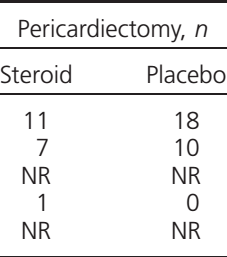 Pericardiectomy, n
Steroid Placebo
11 18
7 10
NR NR
1 0
NR NR